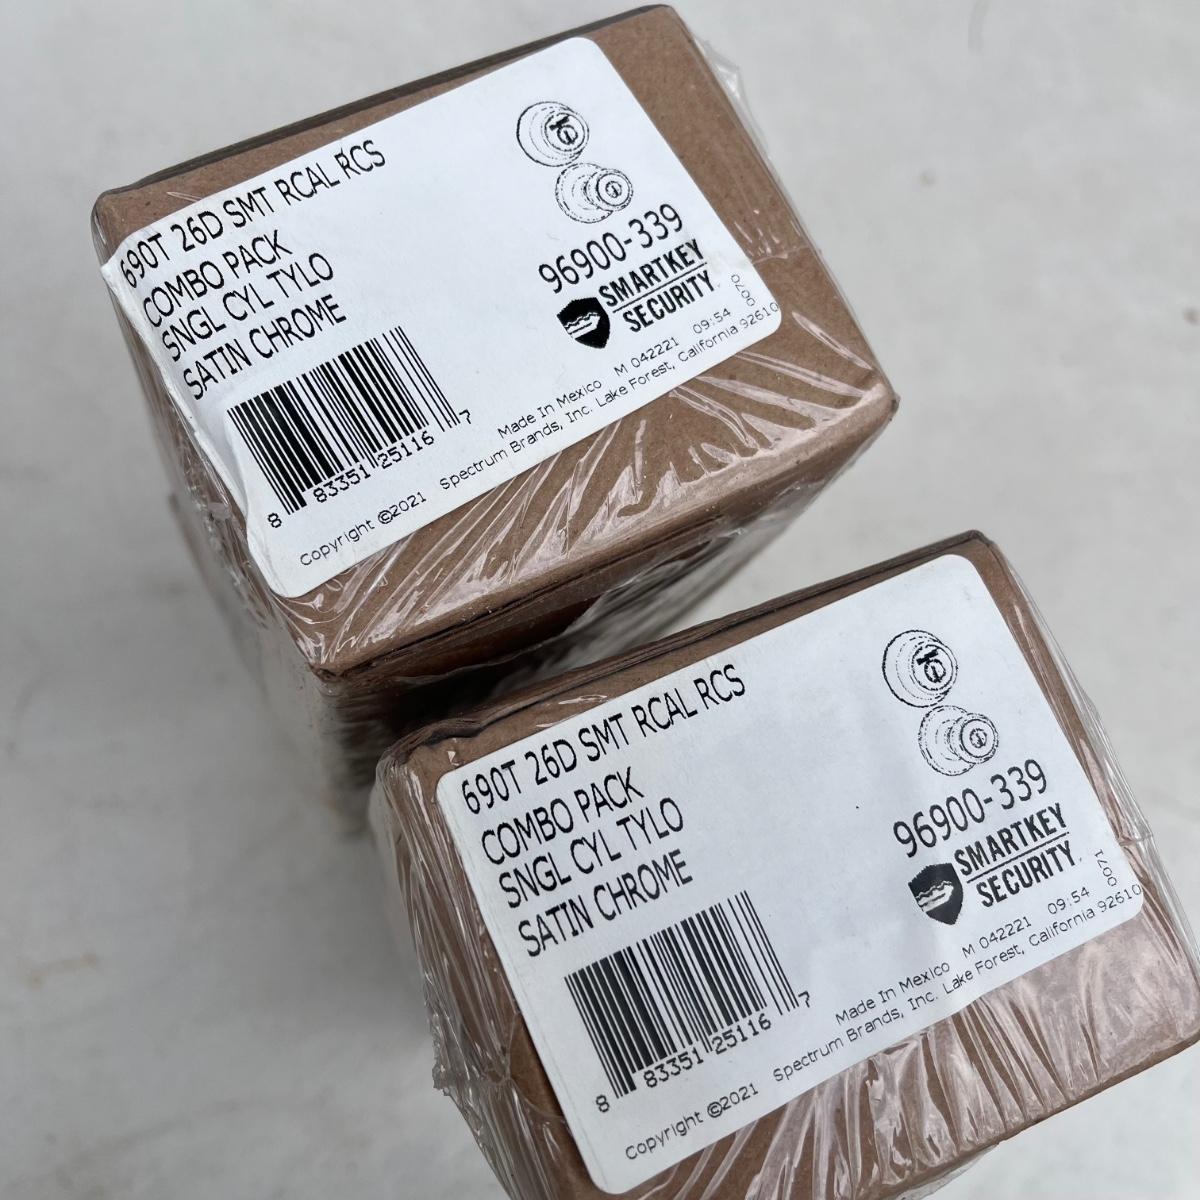 690T 26D SMT RCAL RCS
COMBO PACK
SNGL CYL TYLO
SATIN CHROME
96900-339
SMARTKEY
SECURITY
8 83351 25116 7
Made In Mexico M 042221 09:54
0070
Copyright ©2021 Spectrum Brands, Inc. Lake Forest, California 92610
690T 26D SMT RCAL RCS
COMBO PACK
SNGL CYL TYLO
SATIN CHROME
96900-339
SMARTKEY
SECURITY
8 83351 25116 7
Made In Mexico M 042221 09:54
0071
Copyright ©2021 Spectrum Brands, Inc. Lake Forest, California 92610